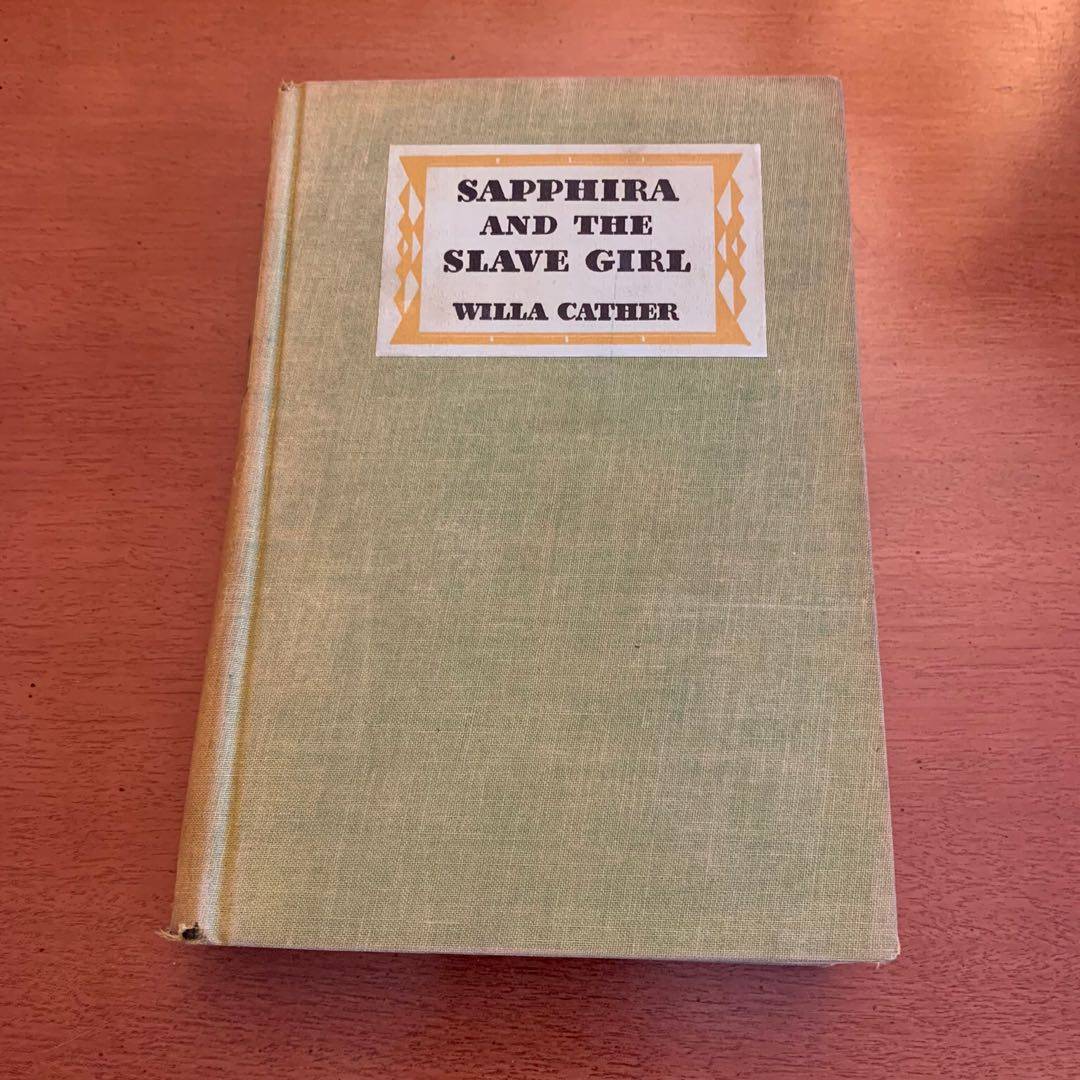 SAPPHIRA
AND THE
SLAVE GIRL
WILLA CATHER